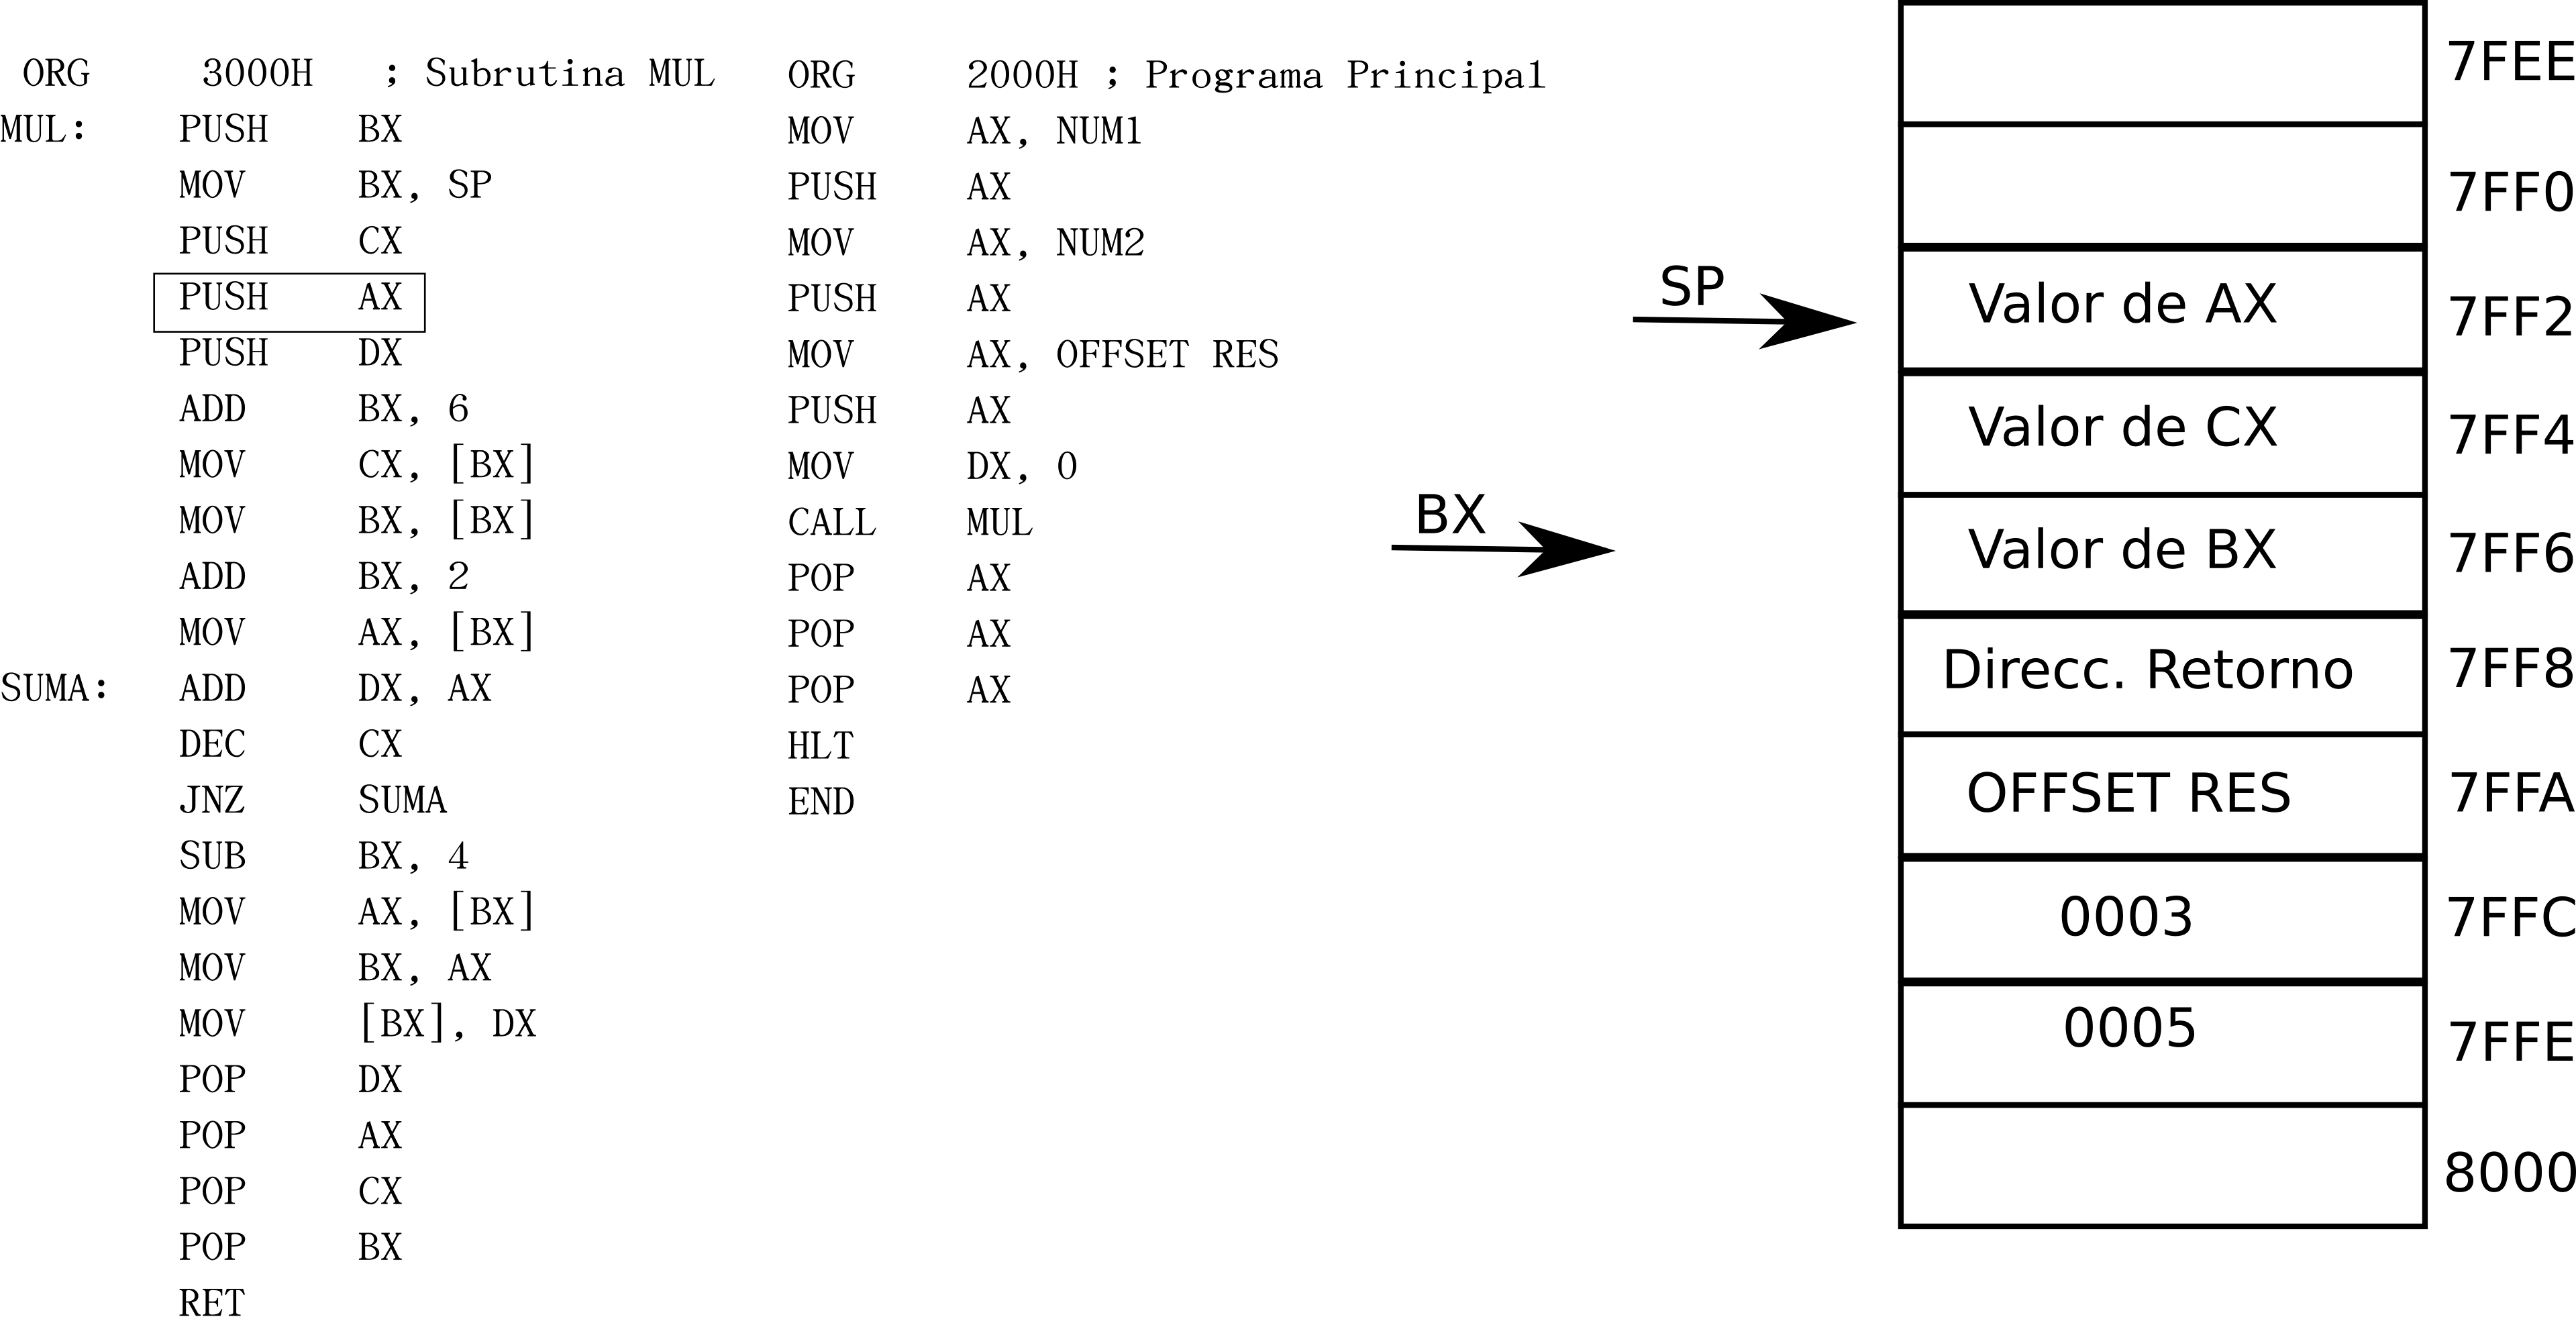 ORG 3000H ; Subrutina MUL
MUL: PUSH BX
MOV BX, SP
PUSH CX
PUSH AX
PUSH DX
ADD BX, 6
MOV CX, [BX]
MOV BX, [BX]
ADD BX, 2
MOV AX, [BX]
SUMA: ADD DX, AX
DEC CX
JNZ SUMA
SUB BX, 4
MOV AX, [BX]
MOV BX, AX
MOV [BX], DX
POP DX
POP AX
POP CX
POP BX
RET
ORG 2000H ; Programa Principal
MOV AX, NUM1
PUSH AX
MOV AX, NUM2
PUSH AX
MOV AX, OFFSET RES
PUSH AX
MOV DX, 0
CALL MUL
POP AX
POP AX
POP AX
HLT
END
SP
BX
7FEE
7FF0
Valor de AX 7FF2
Valor de CX 7FF4
Valor de BX 7FF6
Direcc. Retorno 7FF8
OFFSET RES 7FFA
0003 7FFC
0005 7FFE
8000